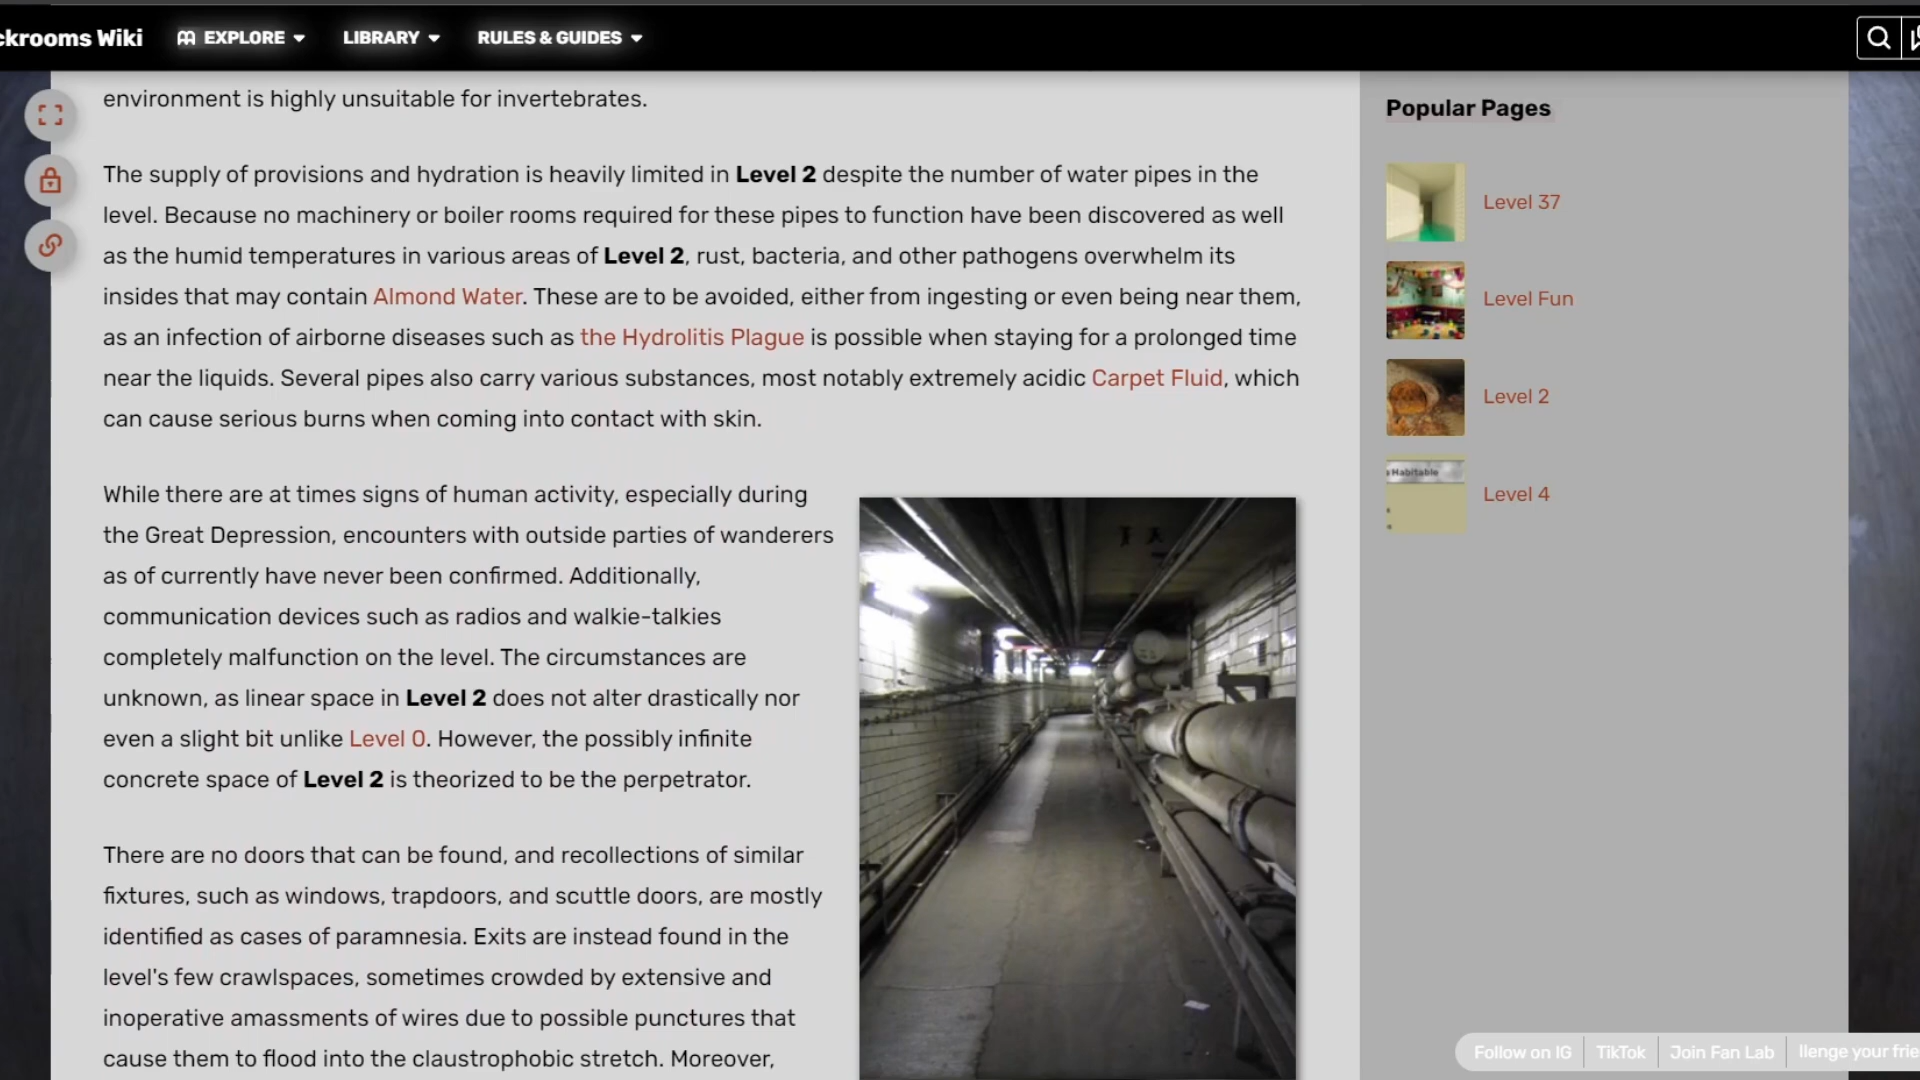 ckrooms Wiki EXPLORE LIBRARY RULES & GUIDES
environment is highly unsuitable for invertebrates.
The supply of provisions and hydration is heavily limited in Level 2 despite the number of water pipes in the
level. Because no machinery or boiler rooms required for these pipes to function have been discovered as well
as the humid temperatures in various areas of Level 2, rust, bacteria, and other pathogens overwhelm its
insides that may contain Almond Water. These are to be avoided, either from ingesting or even being near them,
as an infection of airborne diseases such as the Hydrolitis Plague is possible when staying for a prolonged time
near the liquids. Several pipes also carry various substances, most notably extremely acidic Carpet Fluid, which
can cause serious burns when coming into contact with skin.
While there are at times signs of human activity, especially during
the Great Depression, encounters with outside parties of wanderers
as of currently have never been confirmed. Additionally,
communication devices such as radios and walkie-talkies
completely malfunction on the level. The circumstances are
unknown, as linear space in Level 2 does not alter drastically nor
even a slight bit unlike Level 0. However, the possibly infinite
concrete space of Level 2 is theorized to be the perpetrator.
There are no doors that can be found, and recollections of similar
fixtures, such as windows, trapdoors, and scuttle doors, are mostly
identified as cases of paramnesia. Exits are instead found in the
level's few crawlspaces, sometimes crowded by extensive and
inoperative amassments of wires due to possible punctures that
cause them to flood into the claustrophobic stretch. Moreover,
Popular Pages
Level 37
Level Fun
Level 2
Habitable
Level 4
Follow on IG TikTok Join Fan Lab llenge your frie